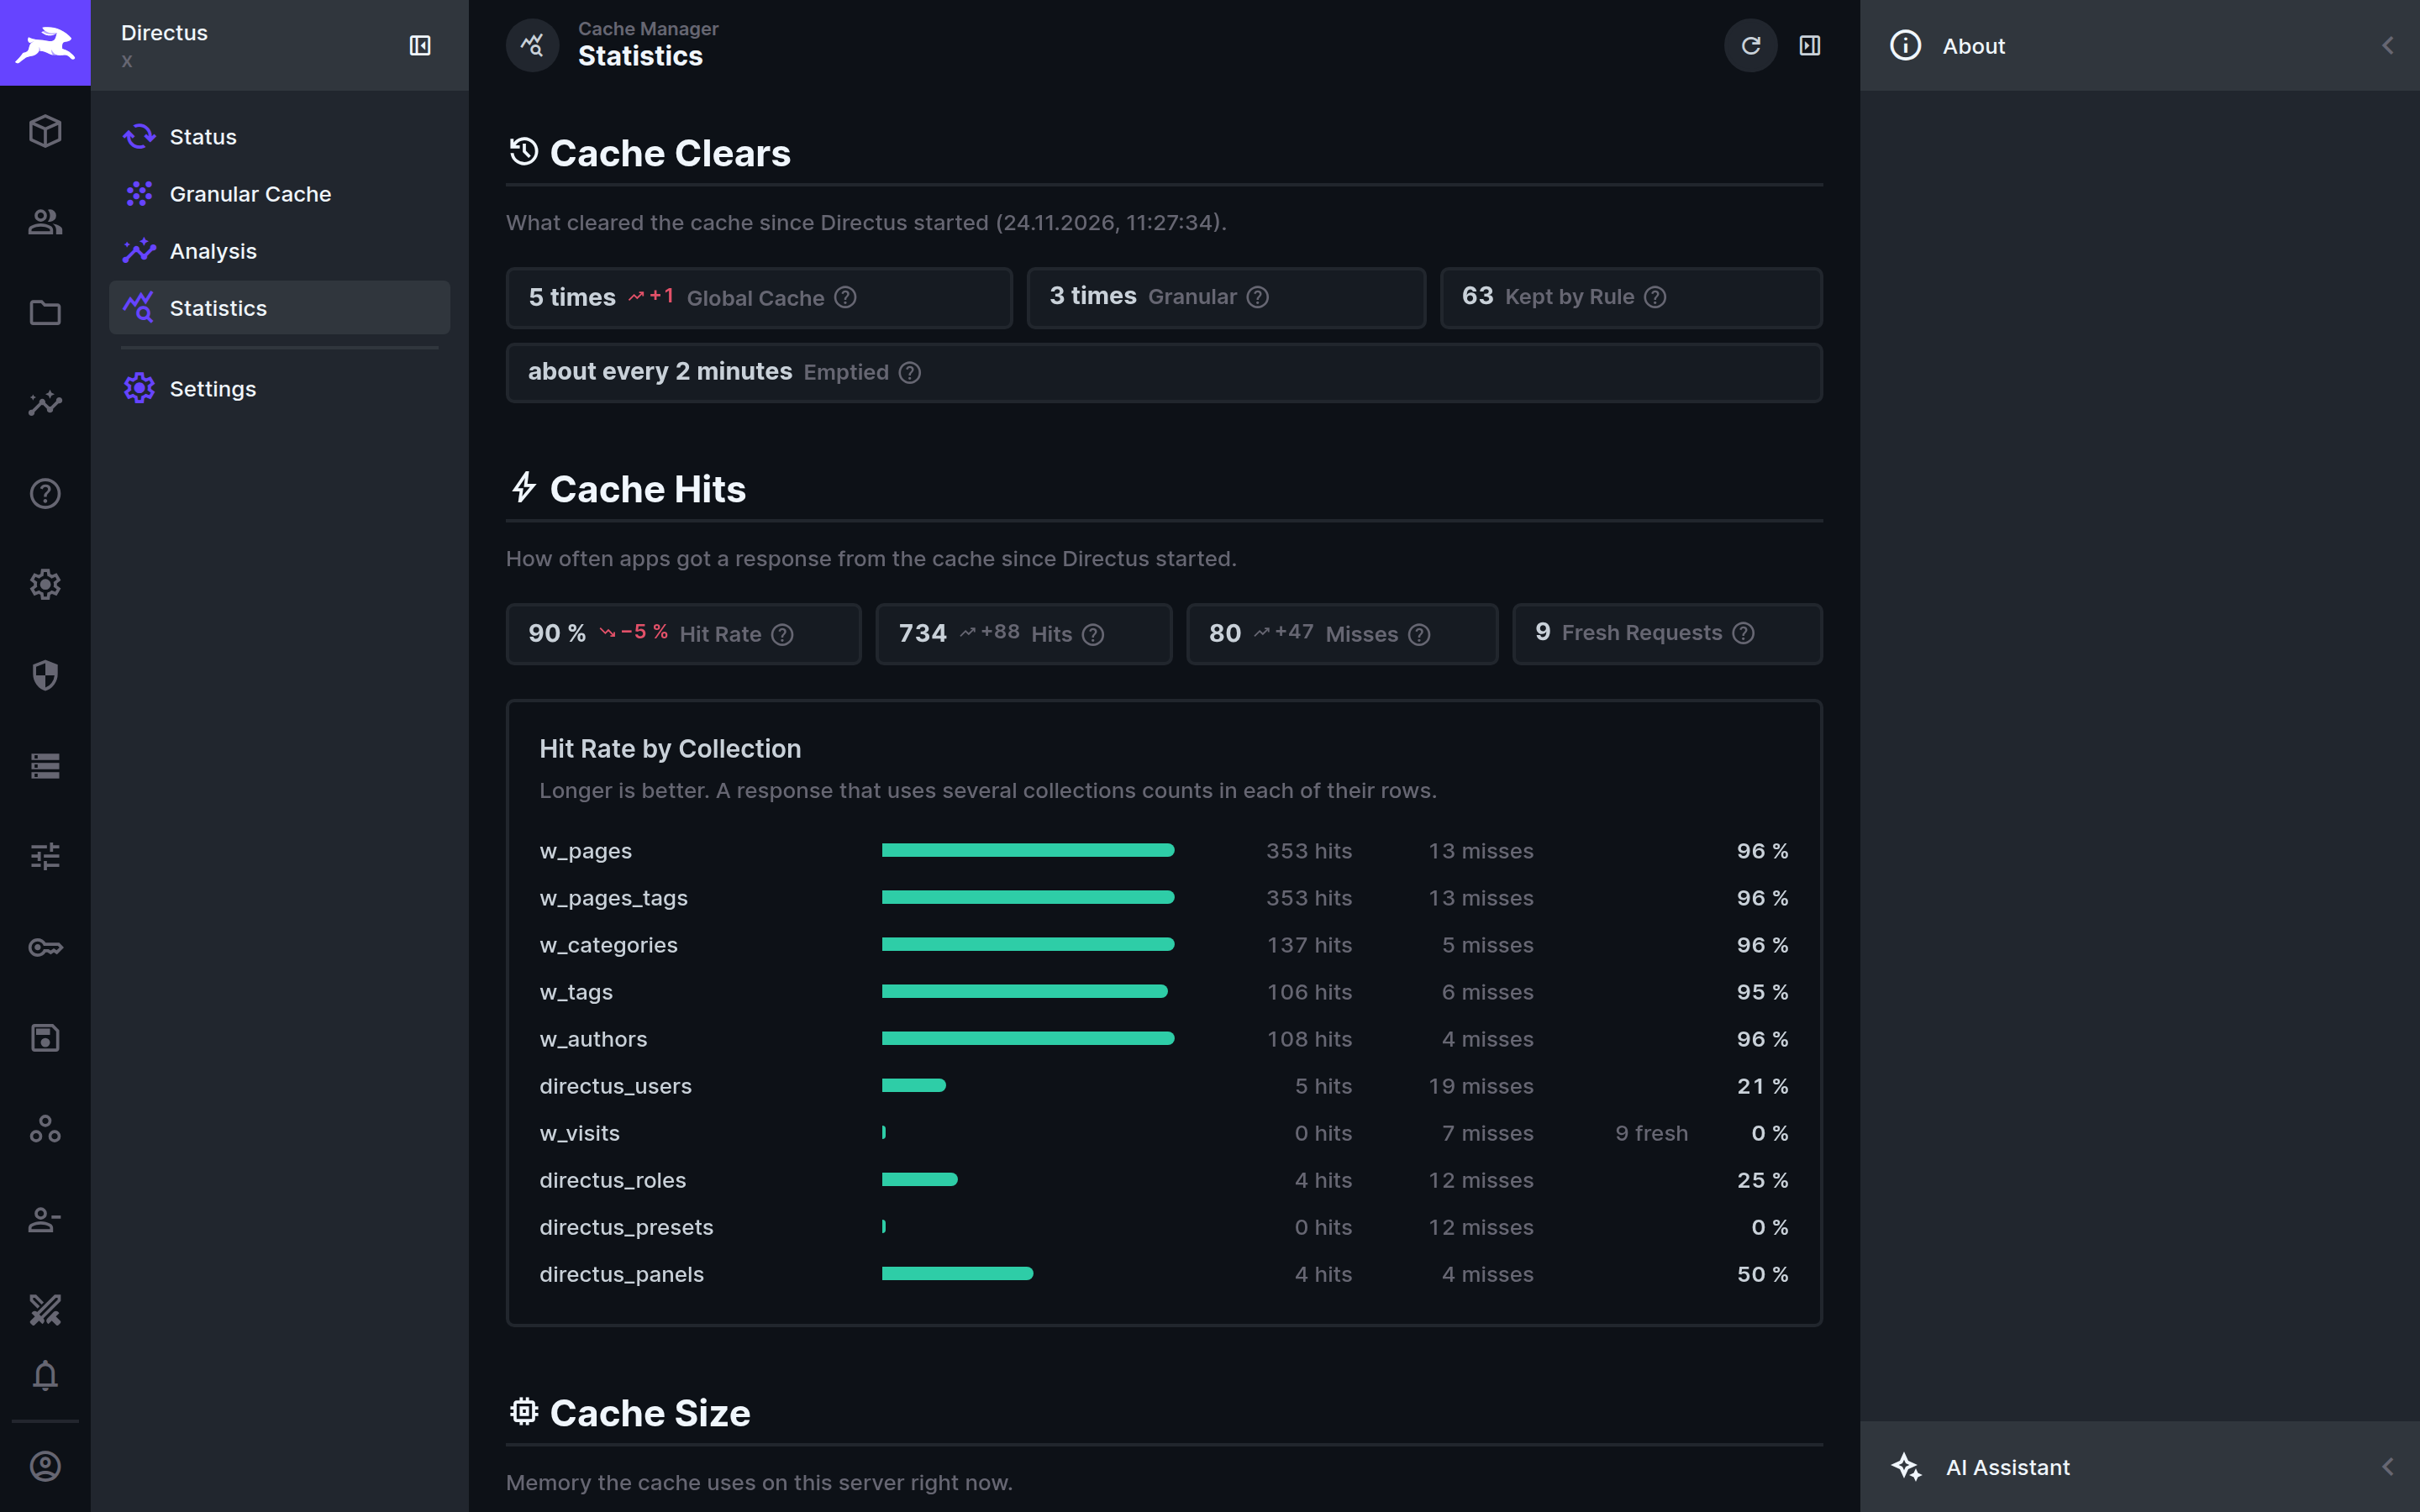 Directus
X
Status
Granular Cache
Analysis
Statistics
Settings
Cache Manager
Statistics
Cache Clears
What cleared the cache since Directus started (24.11.2026, 11:27:34).
5 times +1 Global Cache
3 times Granular
63 Kept by Rule
about every 2 minutes Emptied
Cache Hits
How often apps got a response from the cache since Directus started.
90 % −5 % Hit Rate
734 +88 Hits
80 +47 Misses
9 Fresh Requests
Hit Rate by Collection
Longer is better. A response that uses several collections counts in each of their rows.
w_pages 353 hits 13 misses 96 %
w_pages_tags 353 hits 13 misses 96 %
w_categories 137 hits 5 misses 96 %
w_tags 106 hits 6 misses 95 %
w_authors 108 hits 4 misses 96 %
directus_users 5 hits 19 misses 21 %
w_visits 0 hits 7 misses 9 fresh 0 %
directus_roles 4 hits 12 misses 25 %
directus_presets 0 hits 12 misses 0 %
directus_panels 4 hits 4 misses 50 %
Cache Size
Memory the cache uses on this server right now.
About
AI Assistant